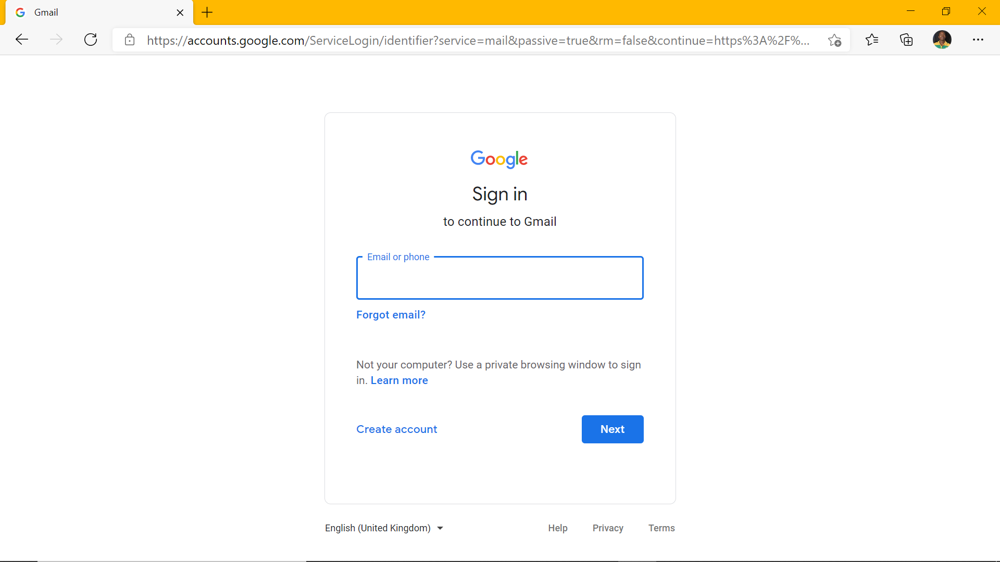 Gmail
https://accounts.google.com/ServiceLogin/identifier?service=mail&passive=true&rm=false&continue=https%3A%2F%...
Google
Sign in
to continue to Gmail
Email or phone
Forgot email?
Not your computer? Use a private browsing window to sign
in. Learn more
Create account
Next
English (United Kingdom)
Help
Privacy
Terms